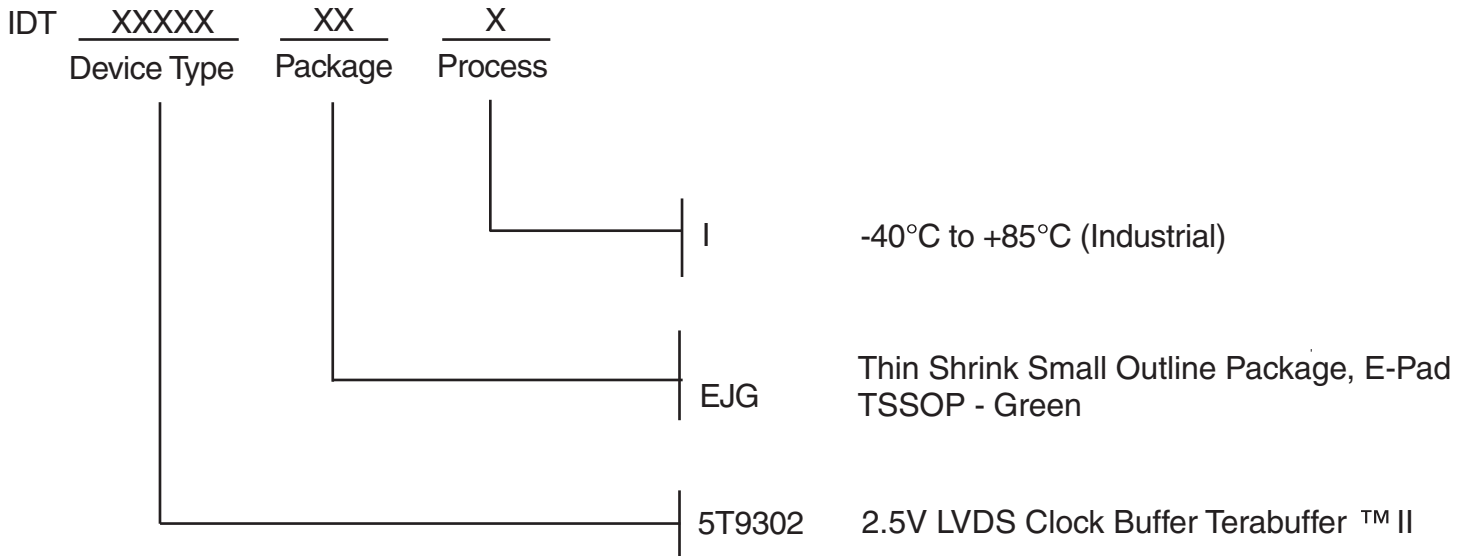 IDT XXXXX XX X
Device Type Package Process
I -40°C to +85°C (Industrial)
Thin Shrink Small Outline Package, E-Pad
EJG TSSOP - Green
5T9302 2.5V LVDS Clock Buffer Terabuffer ™ II